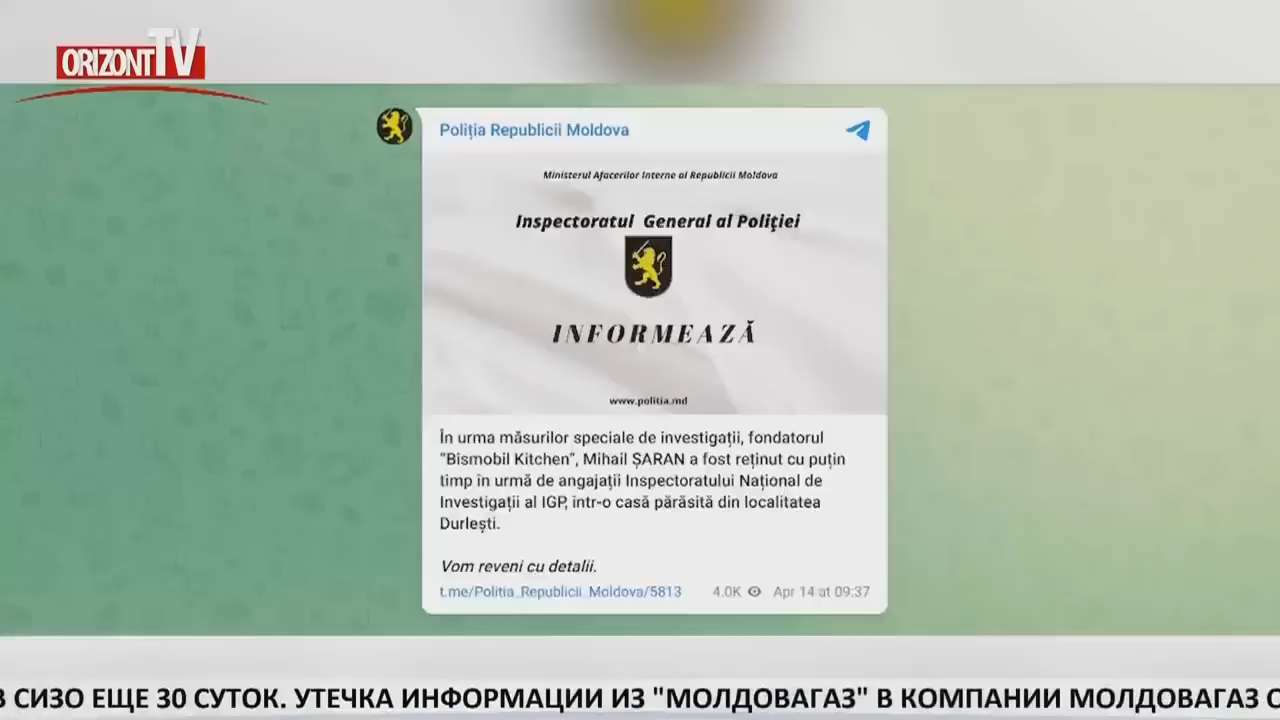 ORIZONT TV
Poliția Republicii Moldova
Ministerul Afacerilor Interne al Republicii Moldova
Inspectoratul General al Poliţiei
INFORMEAZĂ
www.politia.md
În urma măsurilor speciale de investigații, fondatorul
"Bismobil Kitchen", Mihail ȘARAN a fost reținut cu puțin
timp în urmă de angajații Inspectoratului Național de
Investigații al IGP, într-o casă părăsită din localitatea
Durlești.
Vom reveni cu detalii.
t.me/Politia_Republicii_Moldova/5813 4.0K Apr 14 at 09:37
В СИЗО ЕЩЕ 30 СУТОК. УТЕЧКА ИНФОРМАЦИИ ИЗ "МОЛДОВАГАЗ" В КОМПАНИИ МОЛДОВАГАЗ